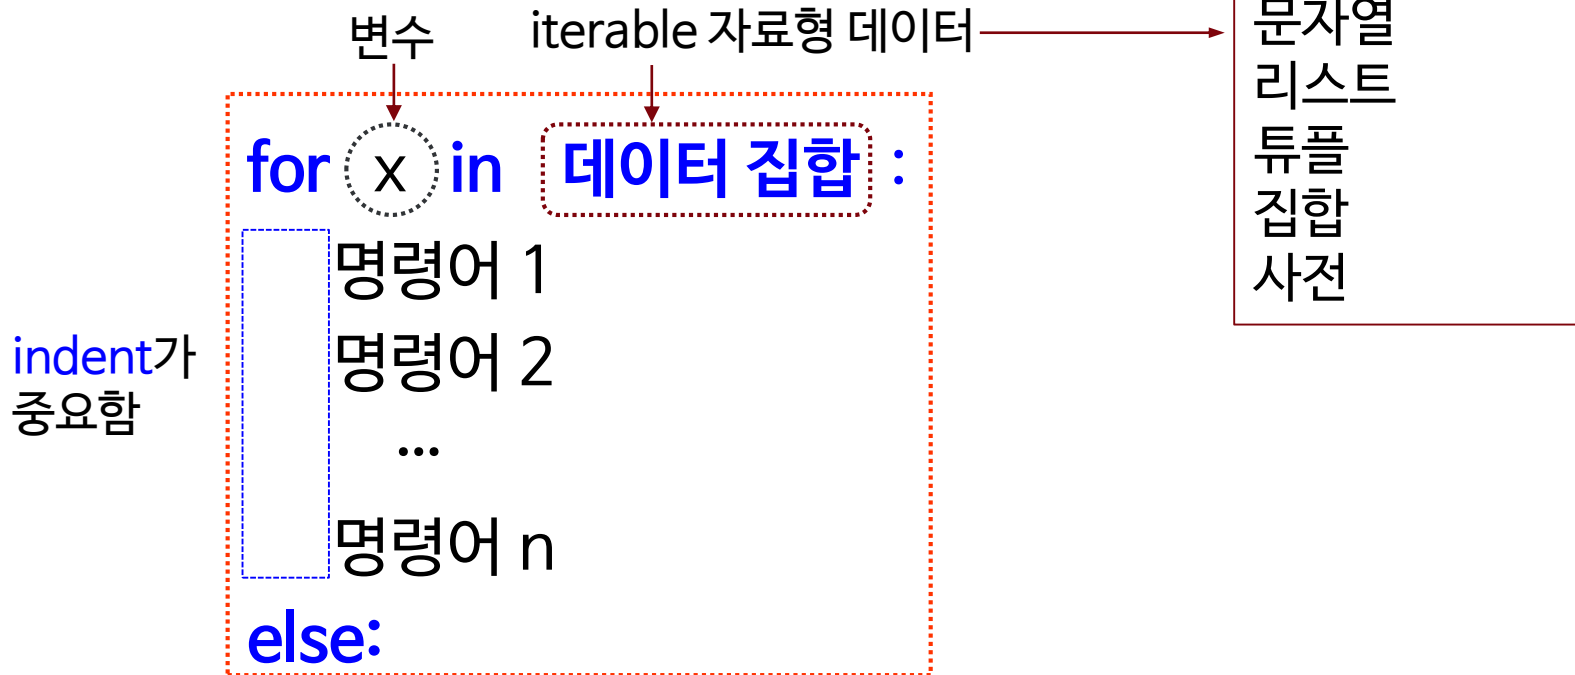 변수
iterable 자료형 데이터
for x in 데이터 집합 :
명령어 1
명령어 2
...
명령어 n
else:
indent가
중요함
문자열
리스트
튜플
집합
사전